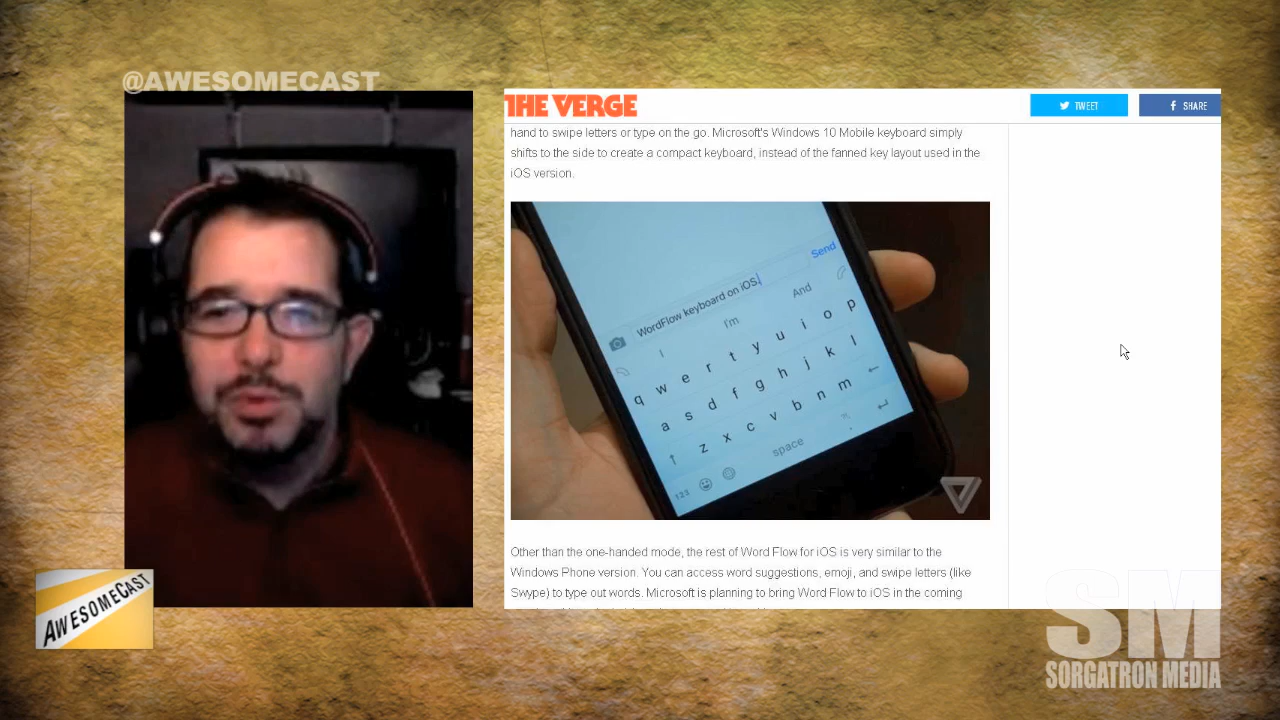 @AWESOMECAST
THE VERGE
TWEET
SHARE
hand to swipe letters or type on the go. Microsoft's Windows 10 Mobile keyboard simply
shifts to the side to create a compact keyboard, instead of the fanned key layout used in the
iOS version.
Send
WordFlow keyboard on iOS
I
I'm
And
q w e r t y u i o p
a s d f g h j k l
z x c v b n m
123
space
Other than the one-handed mode, the rest of Word Flow for iOS is very similar to the
Windows Phone version. You can access word suggestions, emoji, and swipe letters (like
Swype) to type out words. Microsoft is planning to bring Word Flow to iOS in the coming
AWESOMECAST
SM
SORGATRON MEDIA